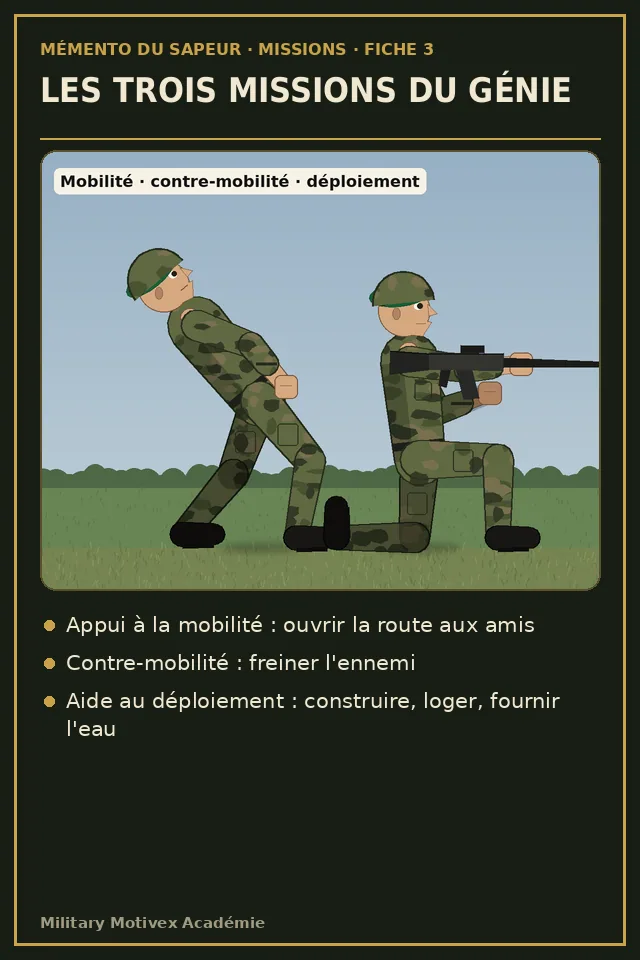 MÉMENTO DU SAPEUR · MISSIONS · FICHE 3
LES TROIS MISSIONS DU GÉNIE
Mobilité · contre-mobilité · déploiement
Appui à la mobilité : ouvrir la route aux amis
Contre-mobilité : freiner l'ennemi
Aide au déploiement : construire, loger, fournir
l'eau
Military Motivex Académie